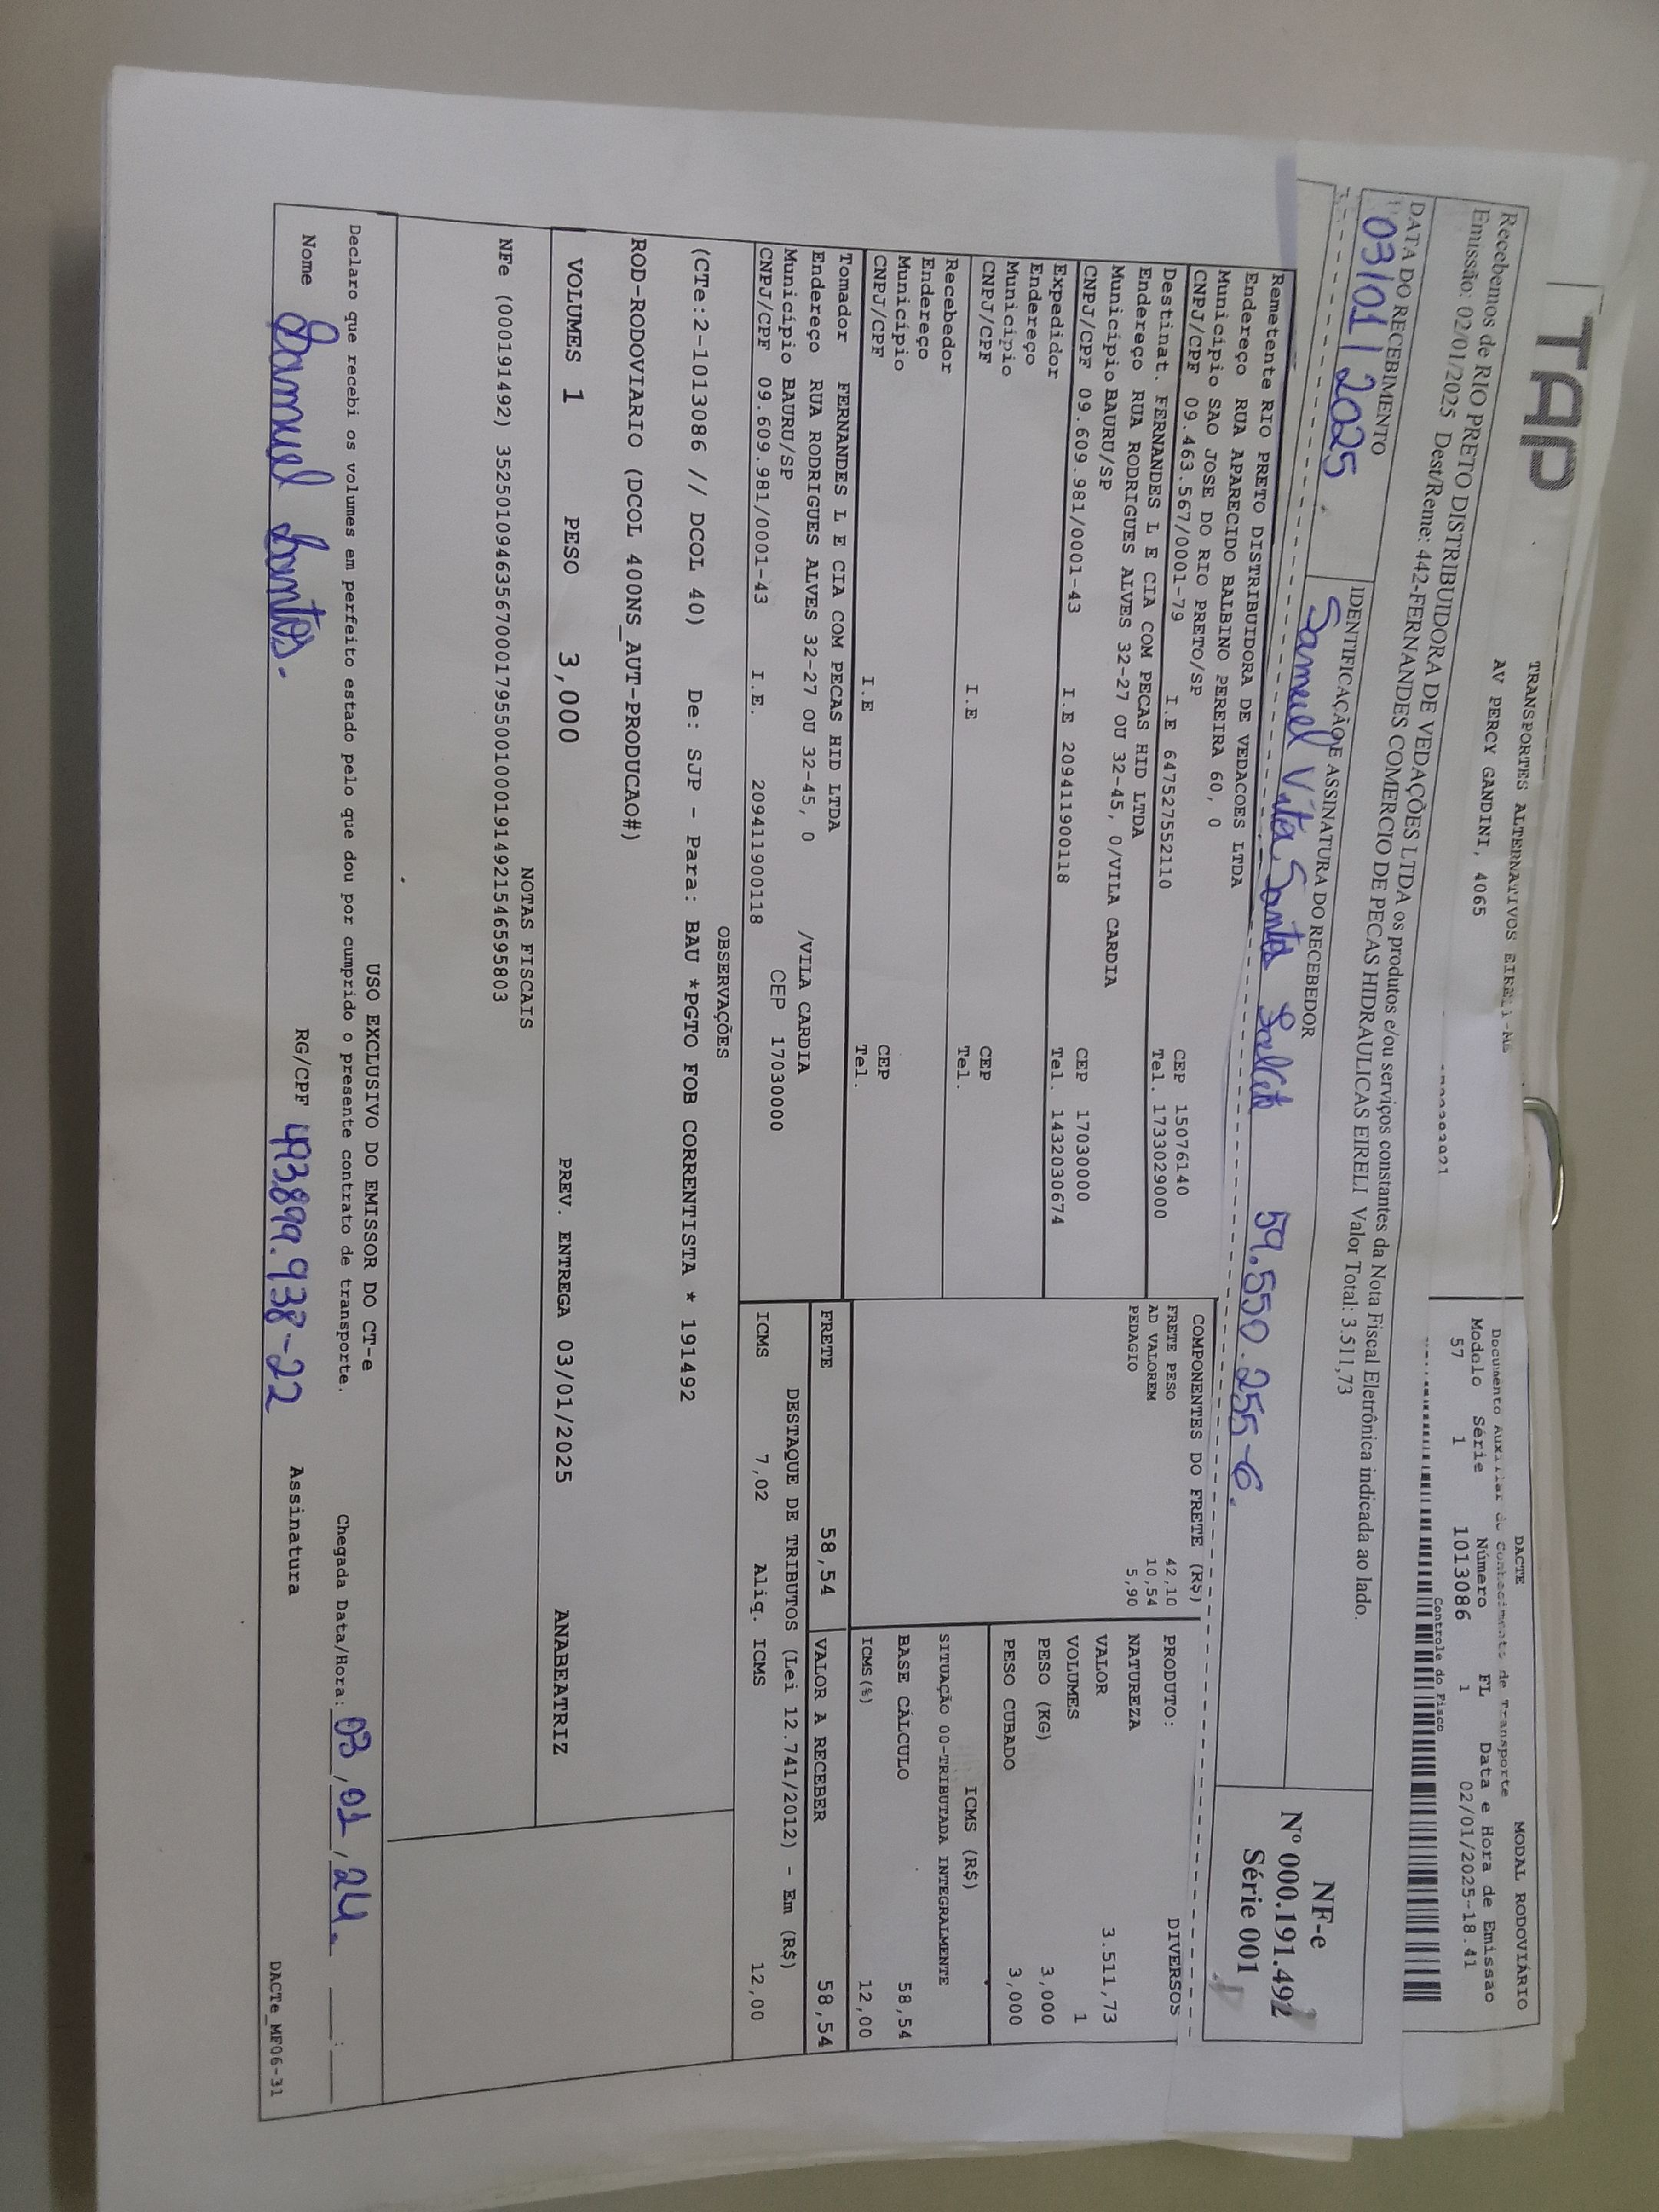 TAP
TRANSPORTES ALTERNATIVOS EIRELI-ME
AV PERCY GANDINI, 4065
DACTE
Documento Auxiliar do Conhecimento de Transporte
MODAL RODOVIÁRIO
Modolo Série Número FL Data e Hora de Emissao
57 1 1013086 1 02/01/2025-18.41
Controle do Fisco
Recebemos de RIO PRETO DISTRIBUIDORA DE VEDAÇÕES LTDA os produtos e/ou serviços constantes da Nota Fiscal Eletrônica indicada ao lado.
Emissão: 02/01/2025 Dest/Reme: 442-FERNANDES COMERCIO DE PECAS HIDRAULICAS EIRELI Valor Total: 3.511,73
DATA DO RECEBIMENTO
03/01/2025
IDENTIFICAÇÃO E ASSINATURA DO RECEBEDOR
Samuel Santos 59.550.255-6.
NF-e
Nº 000.191.492
Série 001
Remetente RIO PRETO DISTRIBUIDORA DE VEDACOES LTDA
Endereço RUA APARECIDO BALBINO PEREIRA 60, 0
Município SAO JOSE DO RIO PRETO/SP CEP 15076140
CNPJ/CPF 09.463.567/0001-79 I.E 647527552110 Tel. 1733029000
Destinat. FERNANDES L E CIA COM PECAS HID LTDA
Endereço RUA RODRIGUES ALVES 32-27 OU 32-45, 0/VILA CARDIA
Município BAURU/SP CEP 17030000
CNPJ/CPF 09.609.981/0001-43 I.E 209411900118 Tel. 1432030674
Expedidor
Endereço
Município CEP
CNPJ/CPF I.E Tel.
Recebedor
Endereço
Município CEP
CNPJ/CPF I.E Tel.
Tomador FERNANDES L E CIA COM PECAS HID LTDA
Endereço RUA RODRIGUES ALVES 32-27 OU 32-45, 0 /VILA CARDIA
Município BAURU/SP CEP 17030000
CNPJ/CPF 09.609.981/0001-43 I.E. 209411900118
COMPONENTES DO FRETE (R$)
FRETE PESO 42,10
AD VALOREM 10,54
PEDAGIO 5,90
PRODUTO: DIVERSOS
NATUREZA
VALOR 3.511,73
VOLUMES 1
PESO (KG) 3,000
PESO CUBADO 3,000
ICMS (R$)
SITUAÇÃO 00-TRIBUTADA INTEGRALMENTE
BASE CÁLCULO 58,54
ICMS(%) 12,00
FRETE 58,54 VALOR A RECEBER 58,54
DESTAQUE DE TRIBUTOS (Lei 12.741/2012) - Em (R$)
ICMS 7,02 Aliq. ICMS 12,00
OBSERVAÇÕES
(CTe:2-1013086 // DCOL 40) De: SJP - Para: BAU *PGTO FOB CORRENTISTA * 191492
ROD-RODOVIARIO (DCOL 400NS_AUT-PRODUCAO#)
VOLUMES 1 PESO 3,000 PREV. ENTREGA 03/01/2025 ANABEATRIZ
NOTAS FISCAIS
NFe (000191492) 35250109463567000179550010001914921546595803
USO EXCLUSIVO DO EMISSOR DO CT-e
Declaro que recebi os volumes em perfeito estado pelo que dou por cumprido o presente contrato de transporte. Chegada Data/Hora: 03/01/24. __:__
Nome Samuel Santos. RG/CPF 493.899.938-22 Assinatura
DACTe_MF06-31